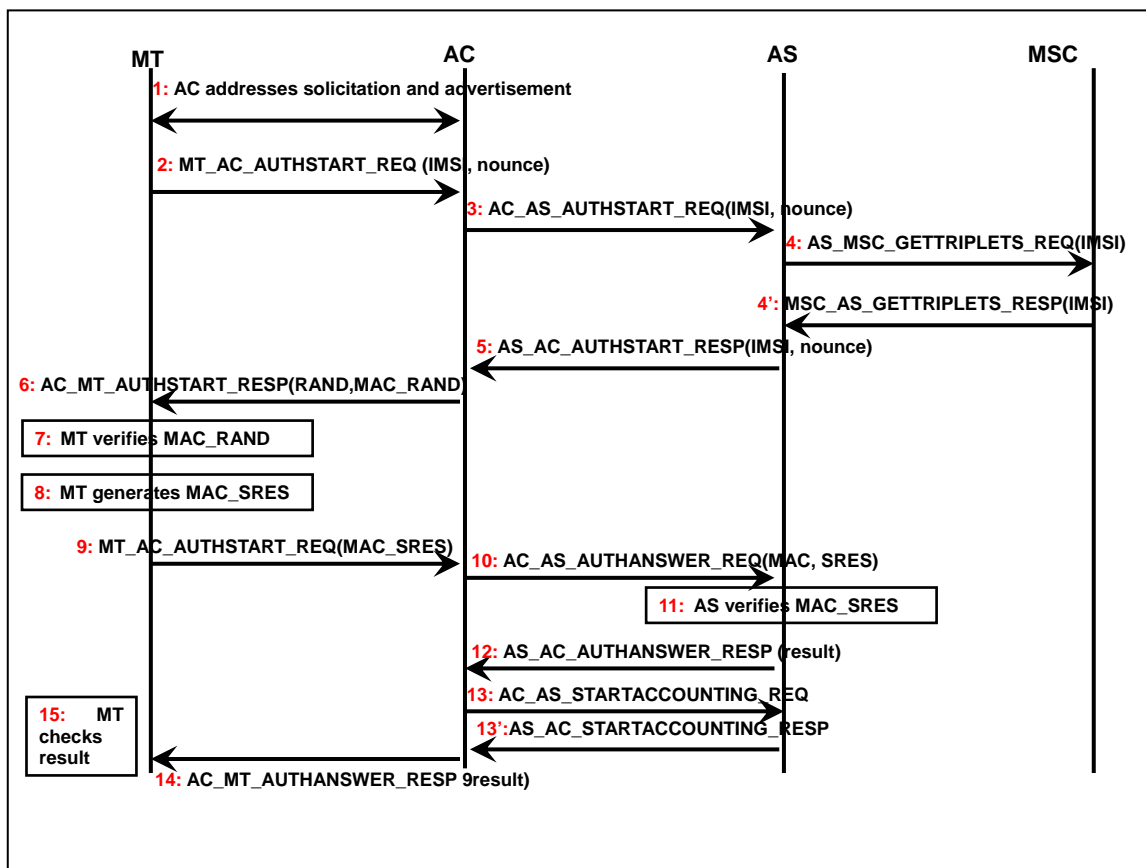 MT
AC
AS
MSC
1: AC addresses solicitation and advertisement
2: MT_AC_AUTHSTART_REQ (IMSI, nounce)
3: AC_AS_AUTHSTART_REQ(IMSI, nounce)
4: AS_MSC_GETTRIPLETS_REQ(IMSI)
4': MSC_AS_GETTRIPLETS_RESP(IMSI)
5: AS_AC_AUTHSTART_RESP(IMSI, nounce)
6: AC_MT_AUTHSTART_RESP(RAND,MAC_RAND)
7: MT verifies MAC_RAND
8: MT generates MAC_SRES
9: MT_AC_AUTHSTART_REQ(MAC_SRES)
10: AC_AS_AUTHANSWER_REQ(MAC, SRES)
11: AS verifies MAC_SRES
12: AS_AC_AUTHANSWER_RESP (result)
13: AC_AS_STARTACCOUNTING_REQ
13':AS_AC_STARTACCOUNTING_RESP
15: MT
checks
result
14: AC_MT_AUTHANSWER_RESP 9result)